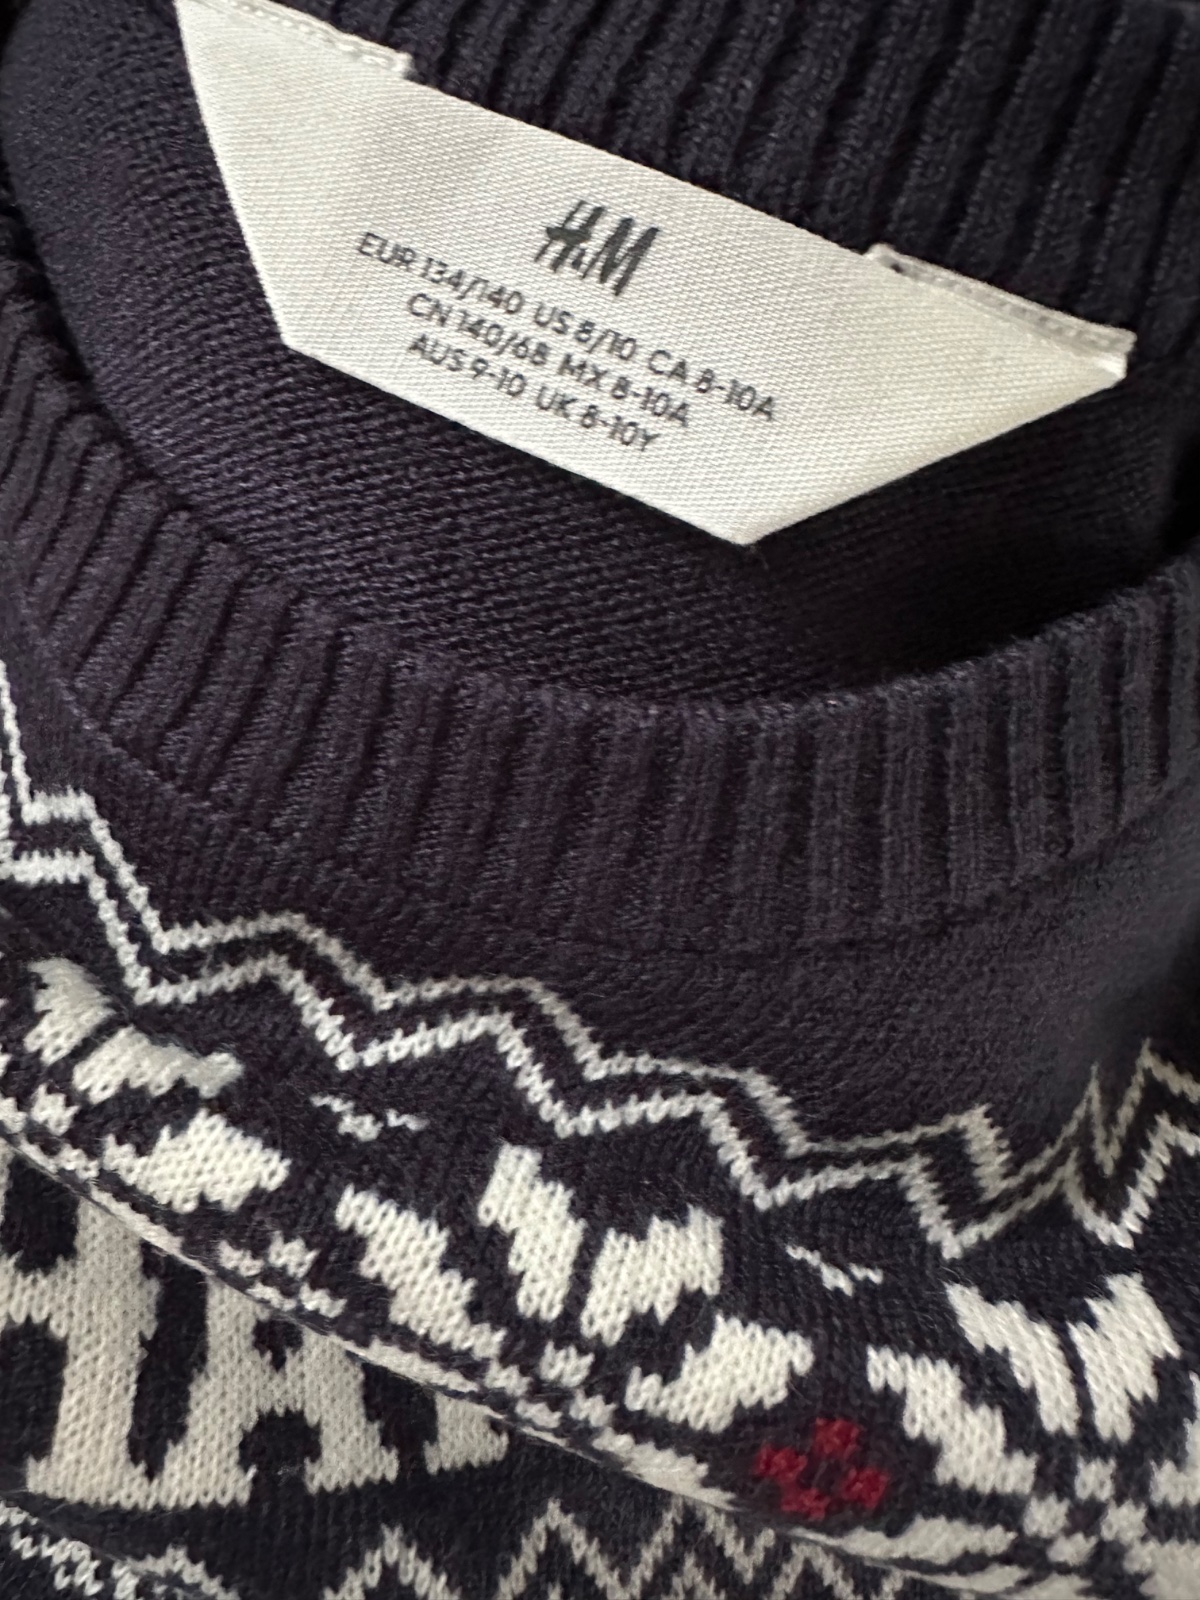 H&M
EUR 134/140 US 8/10 CA 8-10A
CN 140/68 MX 8-10A
AUS 9-10 UK 8-10Y